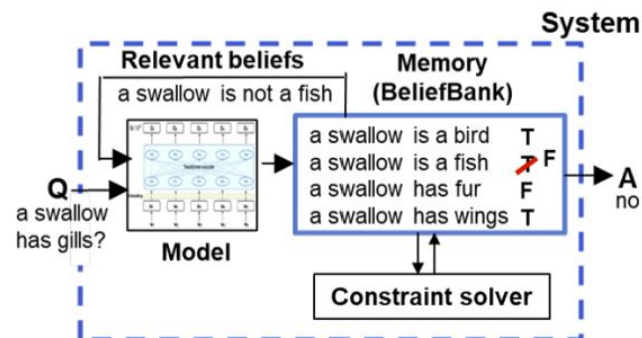 System
Relevant beliefs
a swallow is not a fish
Memory
(BeliefBank)
a swallow is a bird T
a swallow is a fish T F
a swallow has fur F
a swallow has wings T
Q
a swallow
has gills?
Model
A
no
Constraint solver